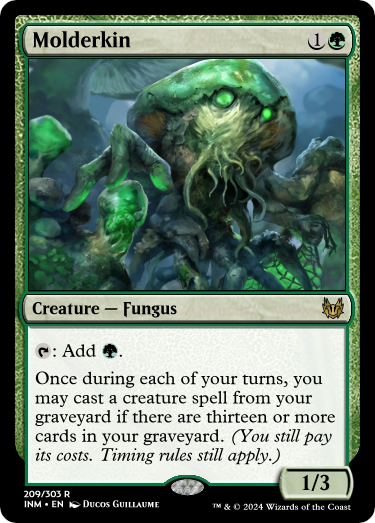 Molderkin 1
Creature — Fungus
: Add .
Once during each of your turns, you
may cast a creature spell from your
graveyard if there are thirteen or more
cards in your graveyard. (You still pay
its costs. Timing rules still apply.)
1/3
209/303 R
INM • EN Ducos Guillaume
™ & © 2024 Wizards of the Coast